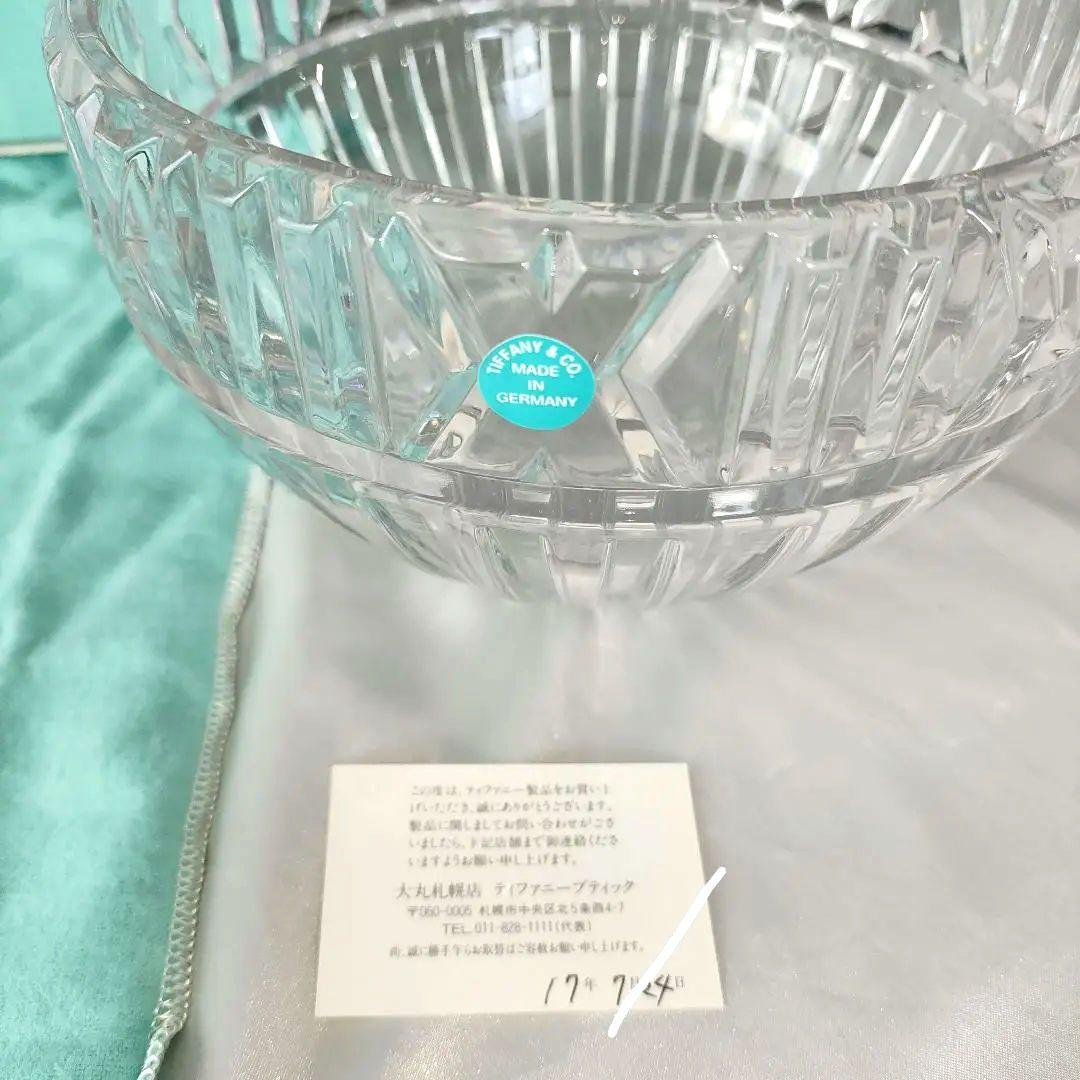 TIFFANY & CO.
MADE
IN
GERMANY
この度は、ティファニー製品をお買い上
げいただき、誠にありがとうございます。
製品に関しましてお問い合わせがござ
いましたら、下記店舗まで御連絡くださ
いますようお願い申し上げます。
大丸札幌店 ティファニーブティック
〒060-0005 札幌市中央区北5条西4-7
TEL.011-828-1111(代表)
尚、誠に勝手乍らお取替はご容赦お願い申し上げます。
17年 7月24日